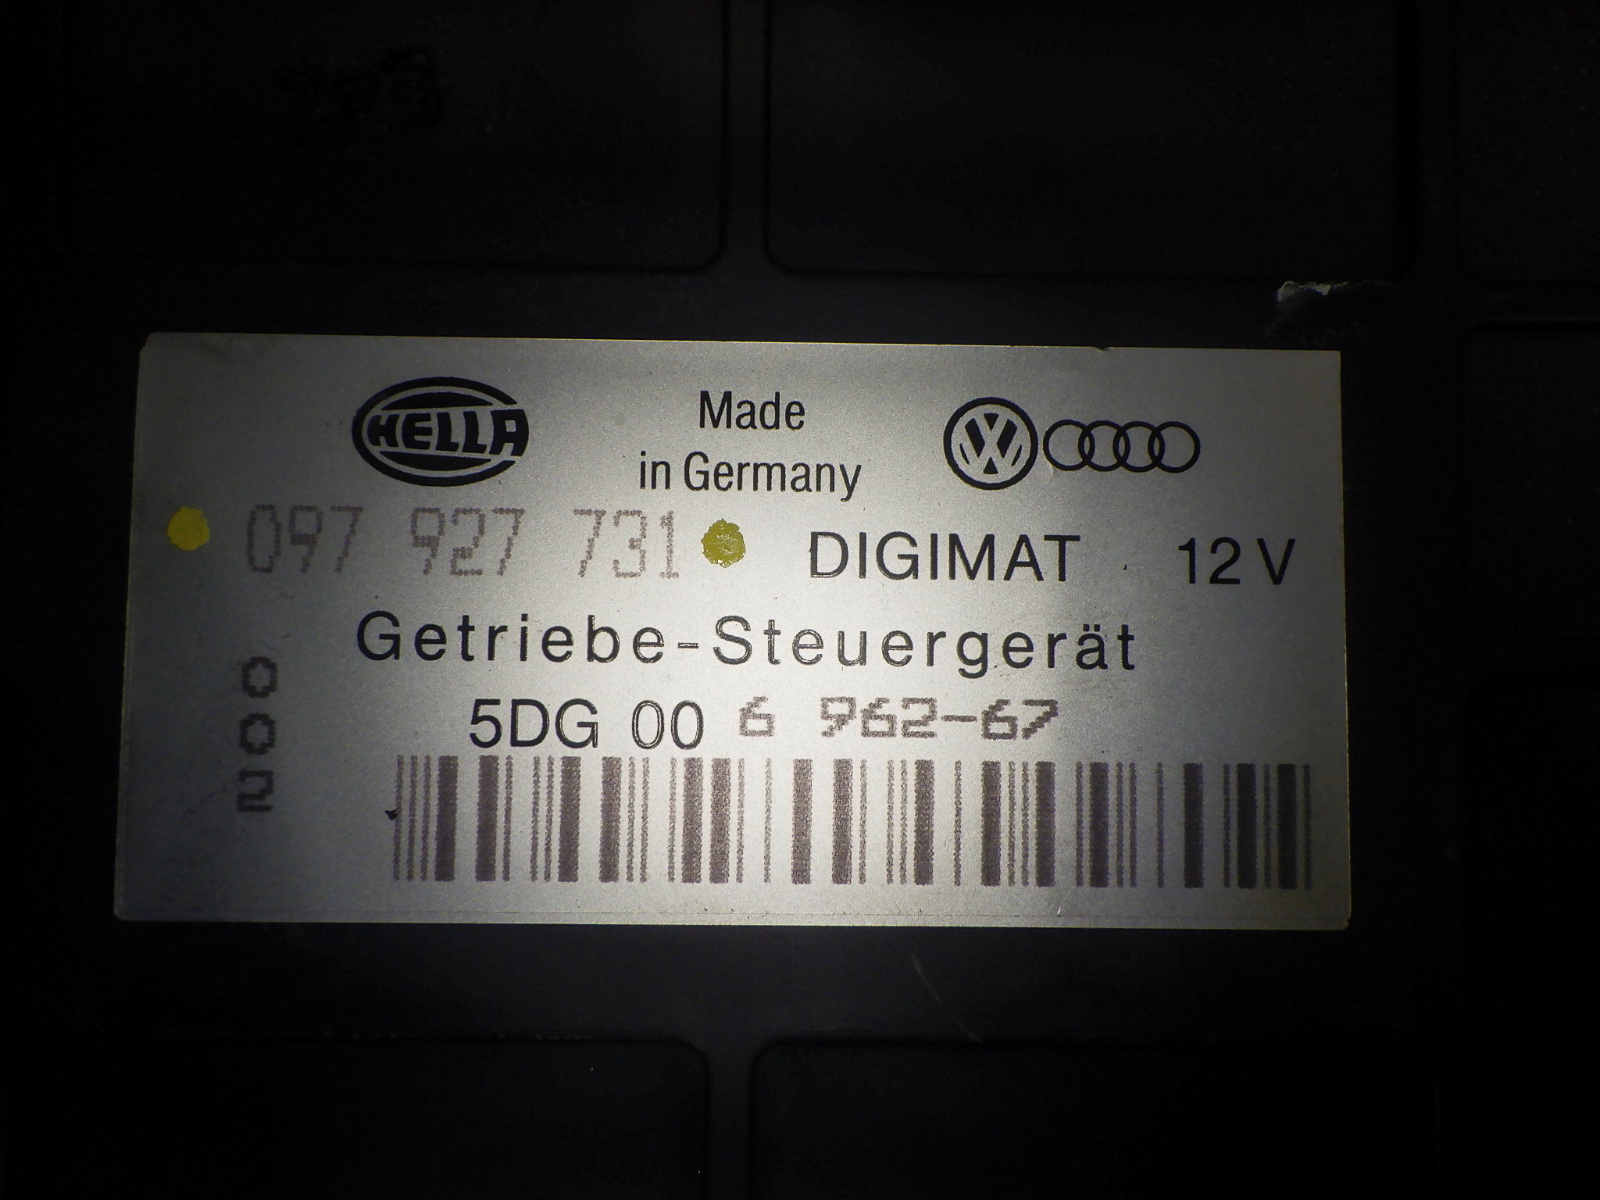 HELLA
Made
in Germany
097 927 731
DIGIMAT 12 V
Getriebe-Steuergerät
002
5DG 00 6 962-67